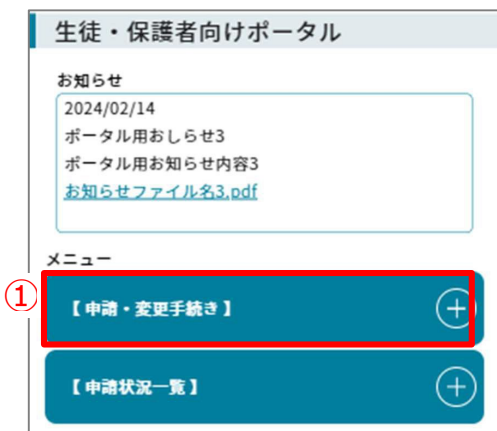 生徒・保護者向けポータル
お知らせ
2024/02/14
ポータル用おしらせ3
ポータル用お知らせ内容3
お知らせファイル名3.pdf
メニュー
①
【申請・変更手続き】
【申請状況一覧】